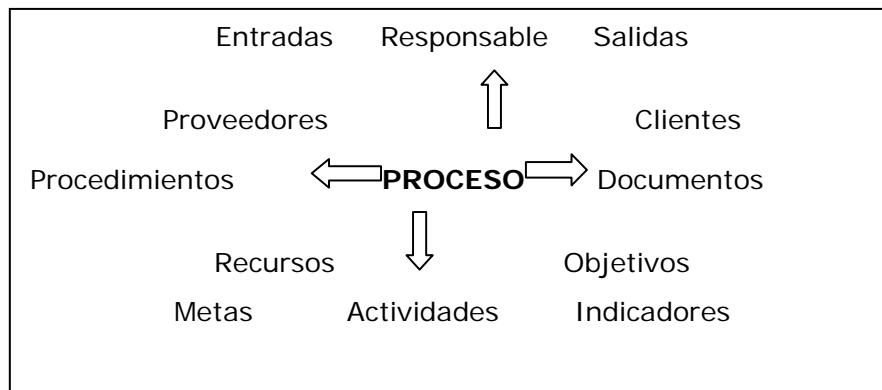 Entradas Responsable Salidas
Proveedores Clientes
Procedimientos PROCESO Documentos
Recursos Objetivos
Metas Actividades Indicadores